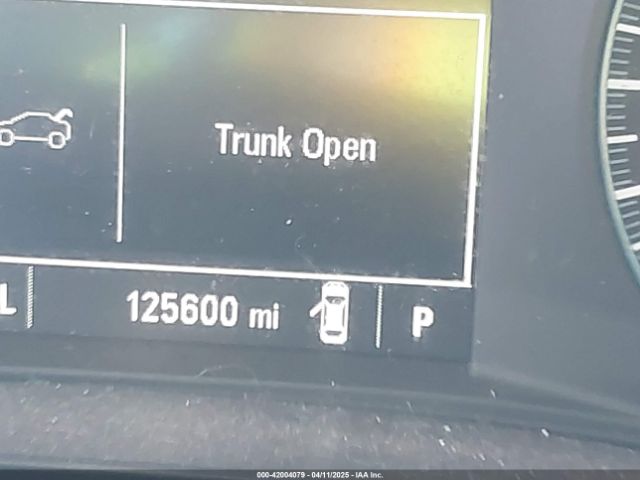 Trunk Open
L 125600 mi P
000-42004079 - 04/11/2025 - IAA Inc.